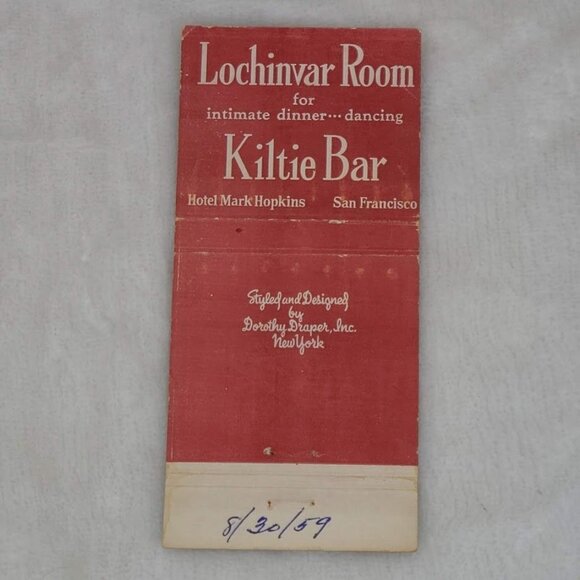 Lochinvar Room
for
intimate dinner... dancing
Kiltie Bar
Hotel Mark Hopkins San Francisco
Styled and Designed
by
Dorothy Draper, Inc.
New York
8/30/59